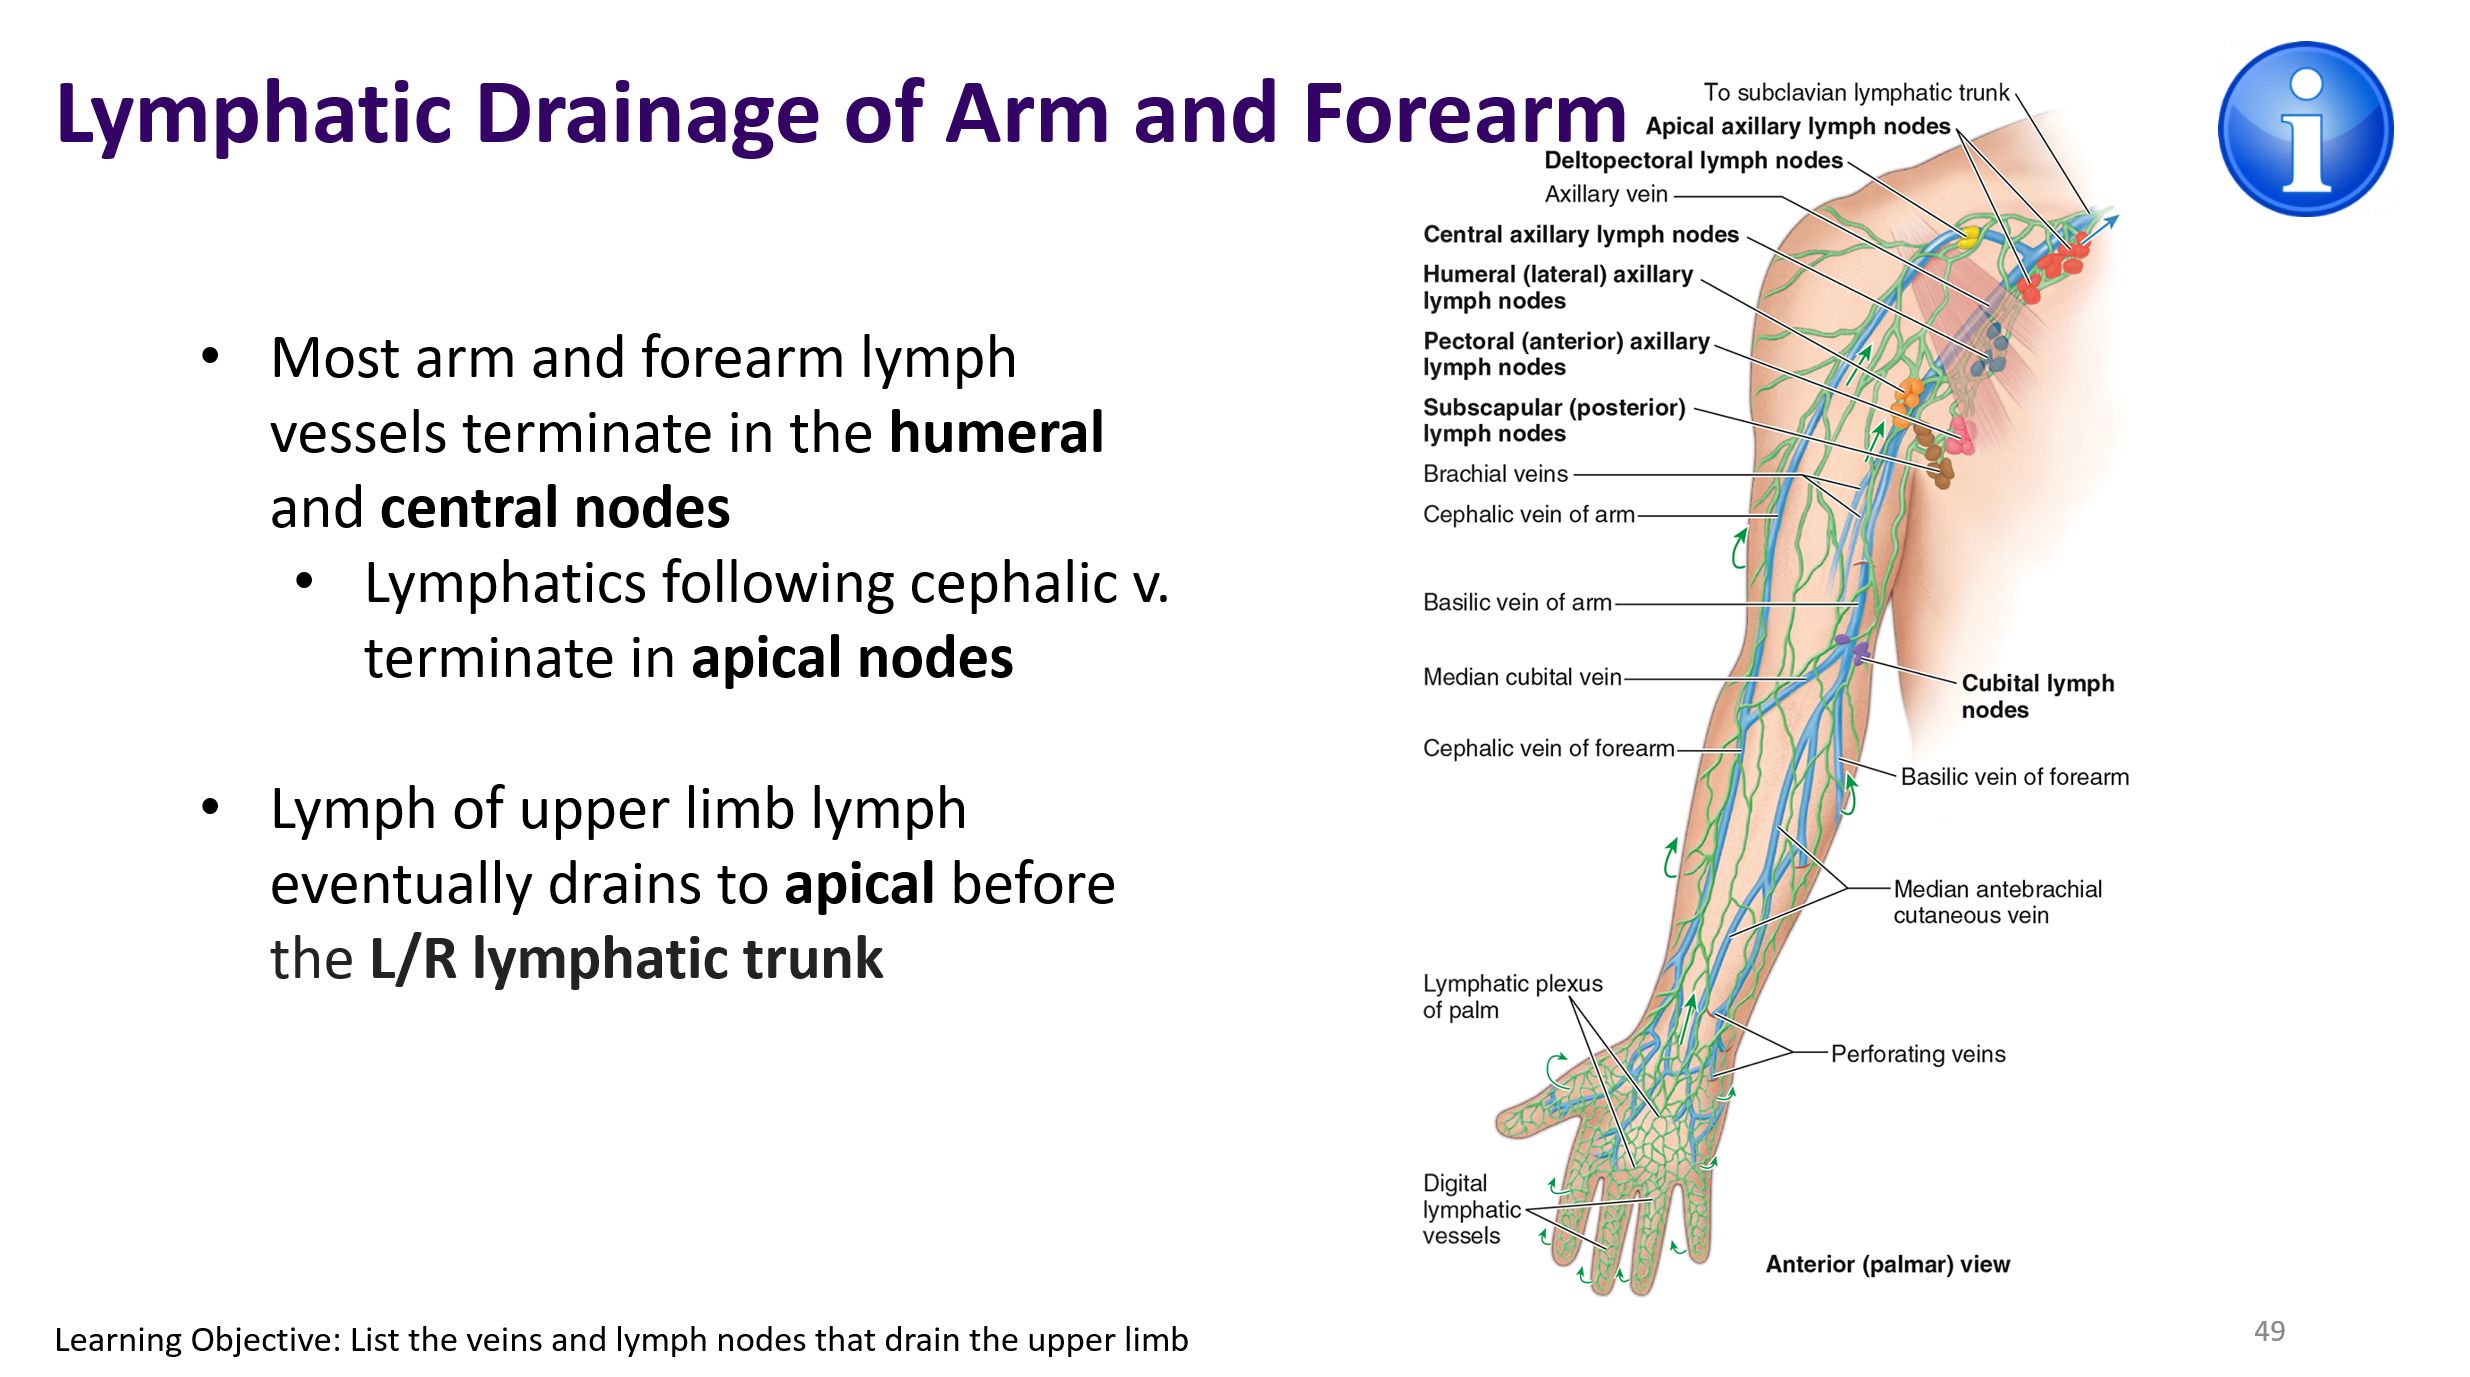 Lymphatic Drainage of Arm and Forearm
• Most arm and forearm lymph
vessels terminate in the humeral
and central nodes
• Lymphatics following cephalic v.
terminate in apical nodes
• Lymph of upper limb lymph
eventually drains to apical before
the L/R lymphatic trunk
To subclavian lymphatic trunk
Apical axillary lymph nodes
Deltopectoral lymph nodes
Axillary vein
Central axillary lymph nodes
Humeral (lateral) axillary
lymph nodes
Pectoral (anterior) axillary
lymph nodes
Subscapular (posterior)
lymph nodes
Brachial veins
Cephalic vein of arm
Basilic vein of arm
Median cubital vein
Cubital lymph
nodes
Cephalic vein of forearm
Basilic vein of forearm
Median antebrachial
cutaneous vein
Lymphatic plexus
of palm
Perforating veins
Digital
lymphatic
vessels
Anterior (palmar) view
Learning Objective: List the veins and lymph nodes that drain the upper limb
49